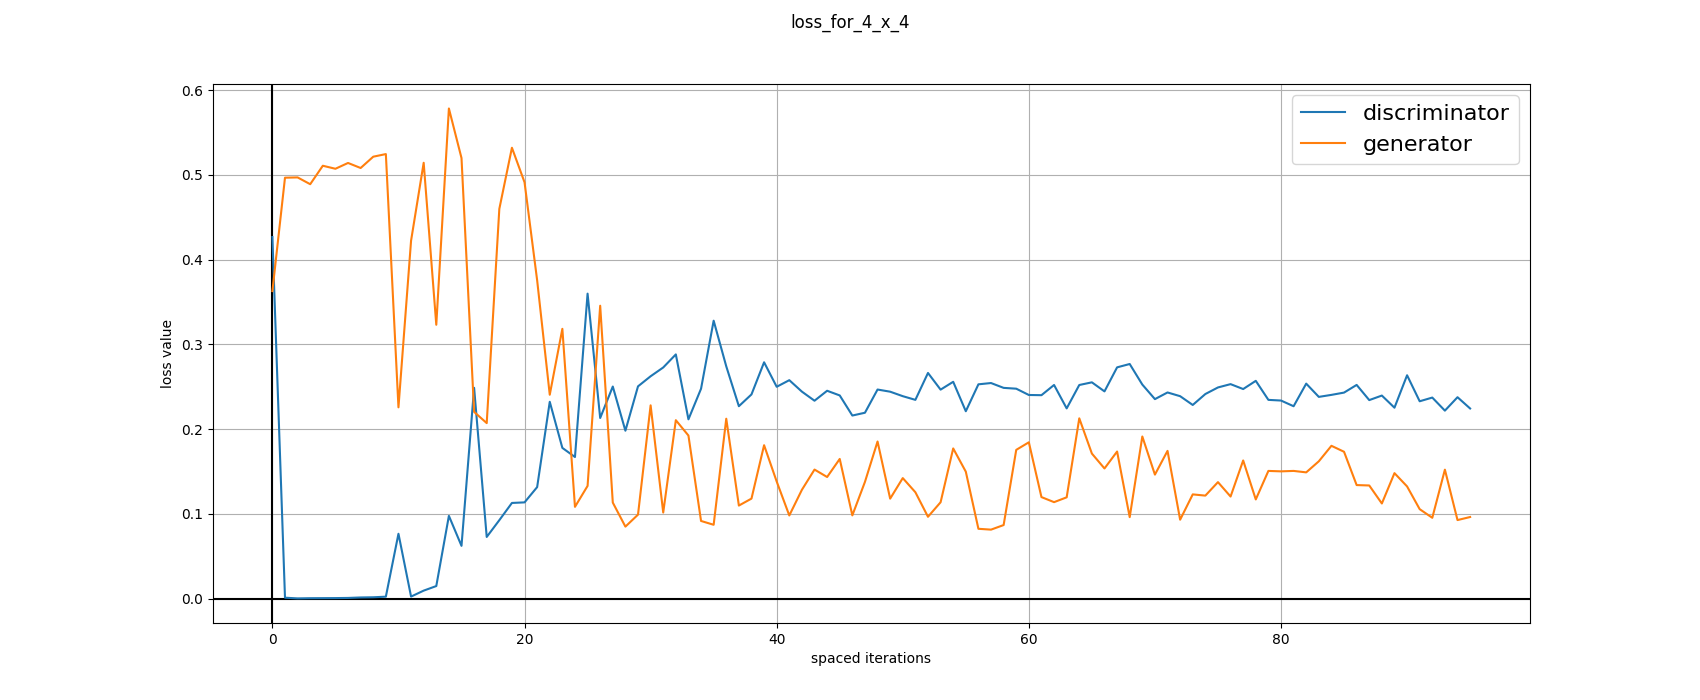 loss_for_4_x_4
discriminator
generator
0.6
0.5
0.4
0.3
0.2
0.1
0.0
loss value
0 20 40 60 80
spaced iterations